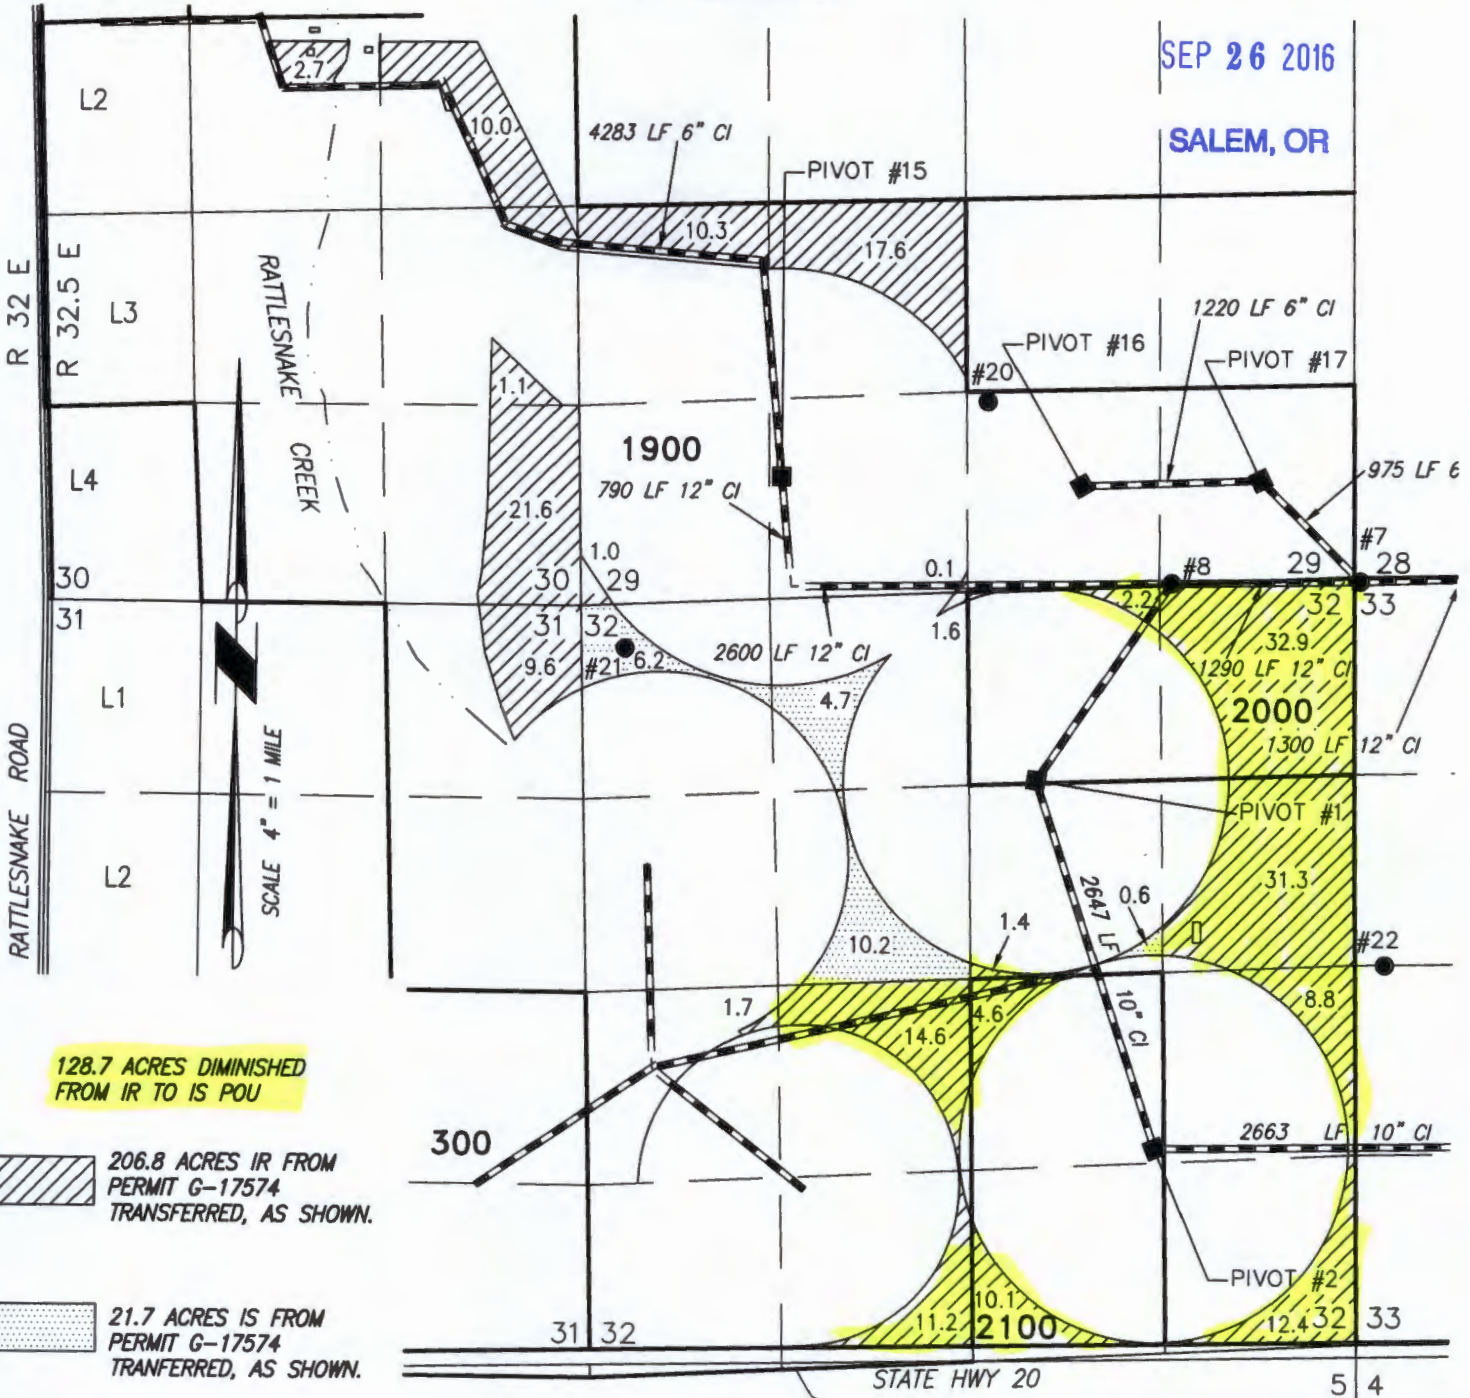 SEP 26 2016
SALEM, OR
L2
2.7
10.0
4283 LF 6" CI
PIVOT #15
10.3
17.6
R 32 E
R 32.5 E
L3
RATTLESNAKE CREEK
1220 LF 6" CI
PIVOT #16
PIVOT #17
#20
1.1
1900
L4
790 LF 12" CI
975 LF 6
21.6
#7
1.0
30
30 29
0.1
#8
29 28
31
31 32
2.2
32 33
1.6
32.9
9.6
#21
6.2
2600 LF 12" CI
1290 LF 12" CI
L1
4.7
2000
1300 LF 12" CI
RATTLESNAKE ROAD
SCALE 4" = 1 MILE
PIVOT #1
L2
2647 LF 10" CI
0.6
31.3
1.4
10.2
#22
1.7
4.6
8.8
14.6
128.7 ACRES DIMINISHED
FROM IR TO IS POU
300
2663 LF 10" CI
206.8 ACRES IR FROM
PERMIT G-17574
TRANSFERRED, AS SHOWN.
PIVOT #2
21.7 ACRES IS FROM
PERMIT G-17574
TRANFERRED, AS SHOWN.
31 32
11.2
10.1
2100
12.4
32 33
STATE HWY 20
5 4